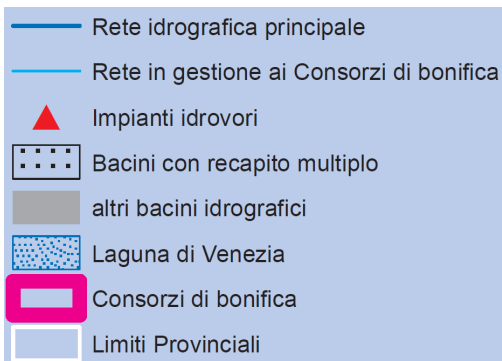 Rete idrografica principale
Rete in gestione ai Consorzi di bonifica
Impianti idrovori
Bacini con recapito multiplo
altri bacini idrografici
Laguna di Venezia
Consorzi di bonifica
Limiti Provinciali